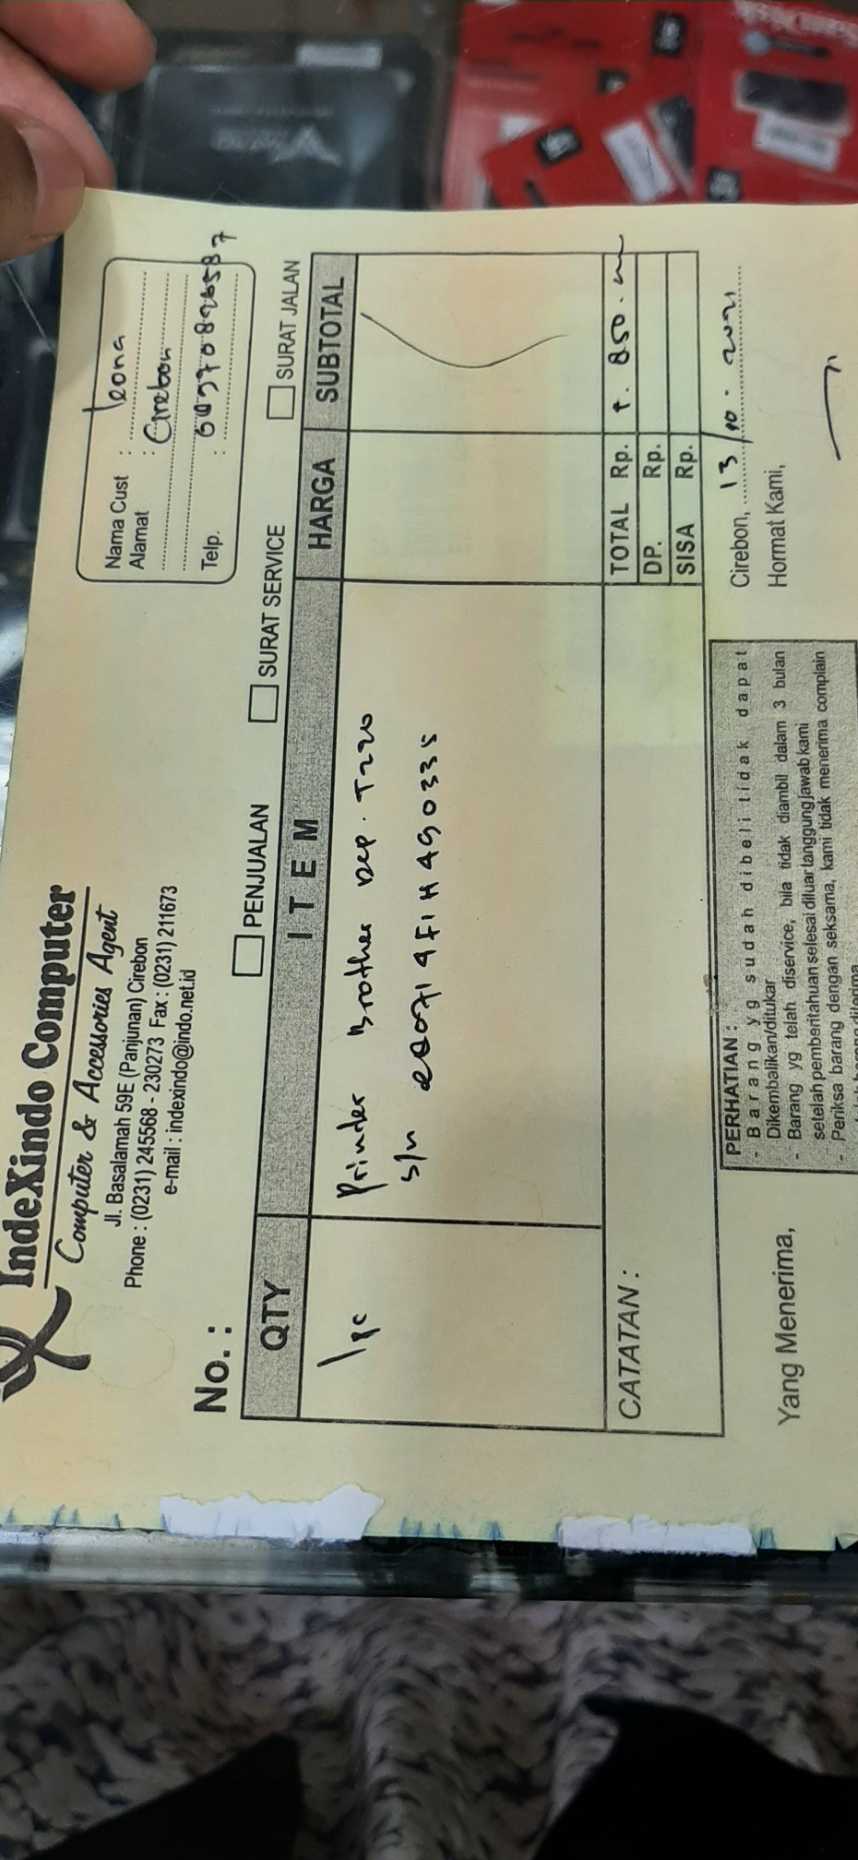 IndeXindo Computer
Computer & Accessories Agent
Jl. Basalamah 59E (Panjunan) Cirebon
Phone : (0231) 245568 - 230273 Fax : (0231) 211673
e-mail : indexindo@indo.net.id
Nama Cust : leona
Alamat : Cirebon
Telp. :
No. :
PENJUALAN
SURAT SERVICE
SURAT JALAN
QTY ITEM HARGA SUBTOTAL
1 pc Printer Brother DCP. T220
S/N
TOTAL Rp. 1. 850.
DP. Rp.
SISA Rp.
CATATAN :
PERHATIAN :
- Barang yg sudah dibeli tidak dapat
Dikembalikan/ditukar
- Barang yg telah diservice, bila tidak diambil dalam 3 bulan
setelah pemberitahuan selesai diluar tanggung jawab kami
- Periksa barang dengan seksama, kami tidak menerima complain
Cirebon, 13/10 . 2021
Hormat Kami,
Yang Menerima,